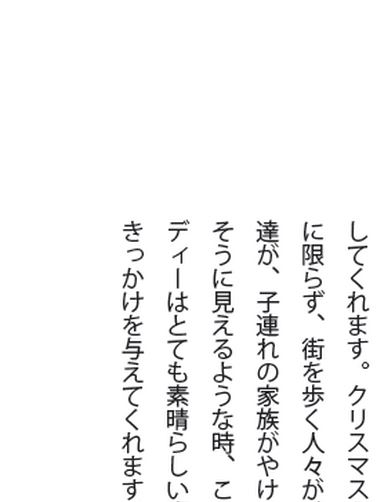 してくれます。クリスマス
に限らず、街を歩く人々が
達が、子連れの家族がやけ
そうに見えるような時、こ
ディーはとても素晴らしい
きっかけを与えてくれます